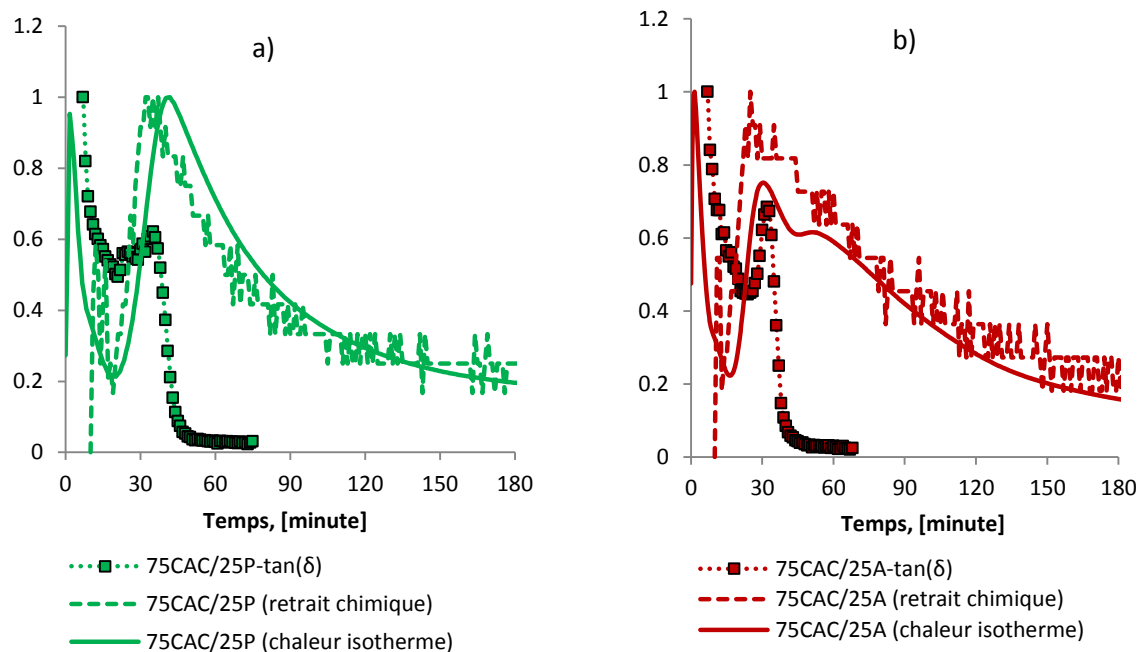 a)
1.2
1
0.8
0.6
0.4
0.2
0
0 30 60 90 120 150 180
Temps, [minute]
75CAC/25P-tan(δ)
75CAC/25P (retrait chimique)
75CAC/25P (chaleur isotherme)
b)
1.2
1
0.8
0.6
0.4
0.2
0
0 30 60 90 120 150 180
Temps, [minute]
75CAC/25A-tan(δ)
75CAC/25A (retrait chimique)
75CAC/25A (chaleur isotherme)